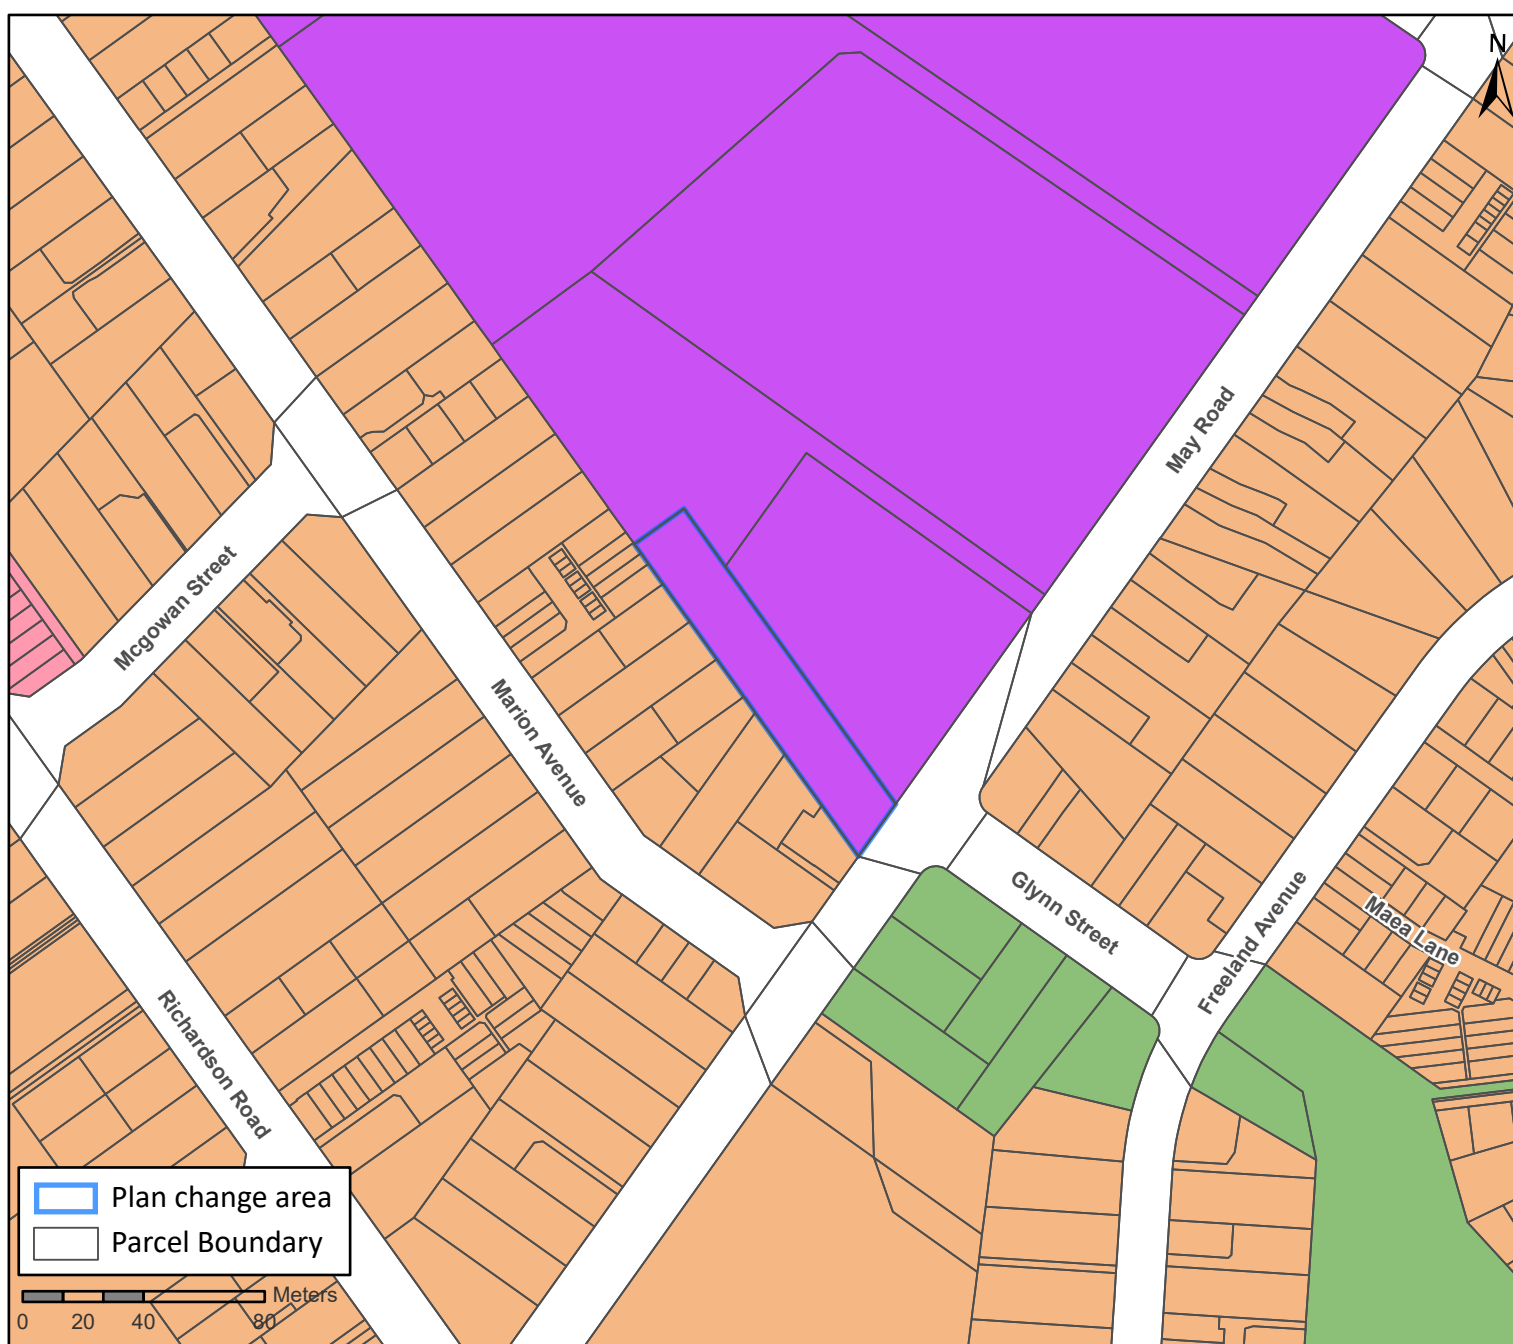 N
May Road
Mcgowan Street
Marion Avenue
Glynn Street
Freeland Avenue
Maea Lane
Richardson Road
Plan change area
Parcel Boundary
Meters
0 20 40 80